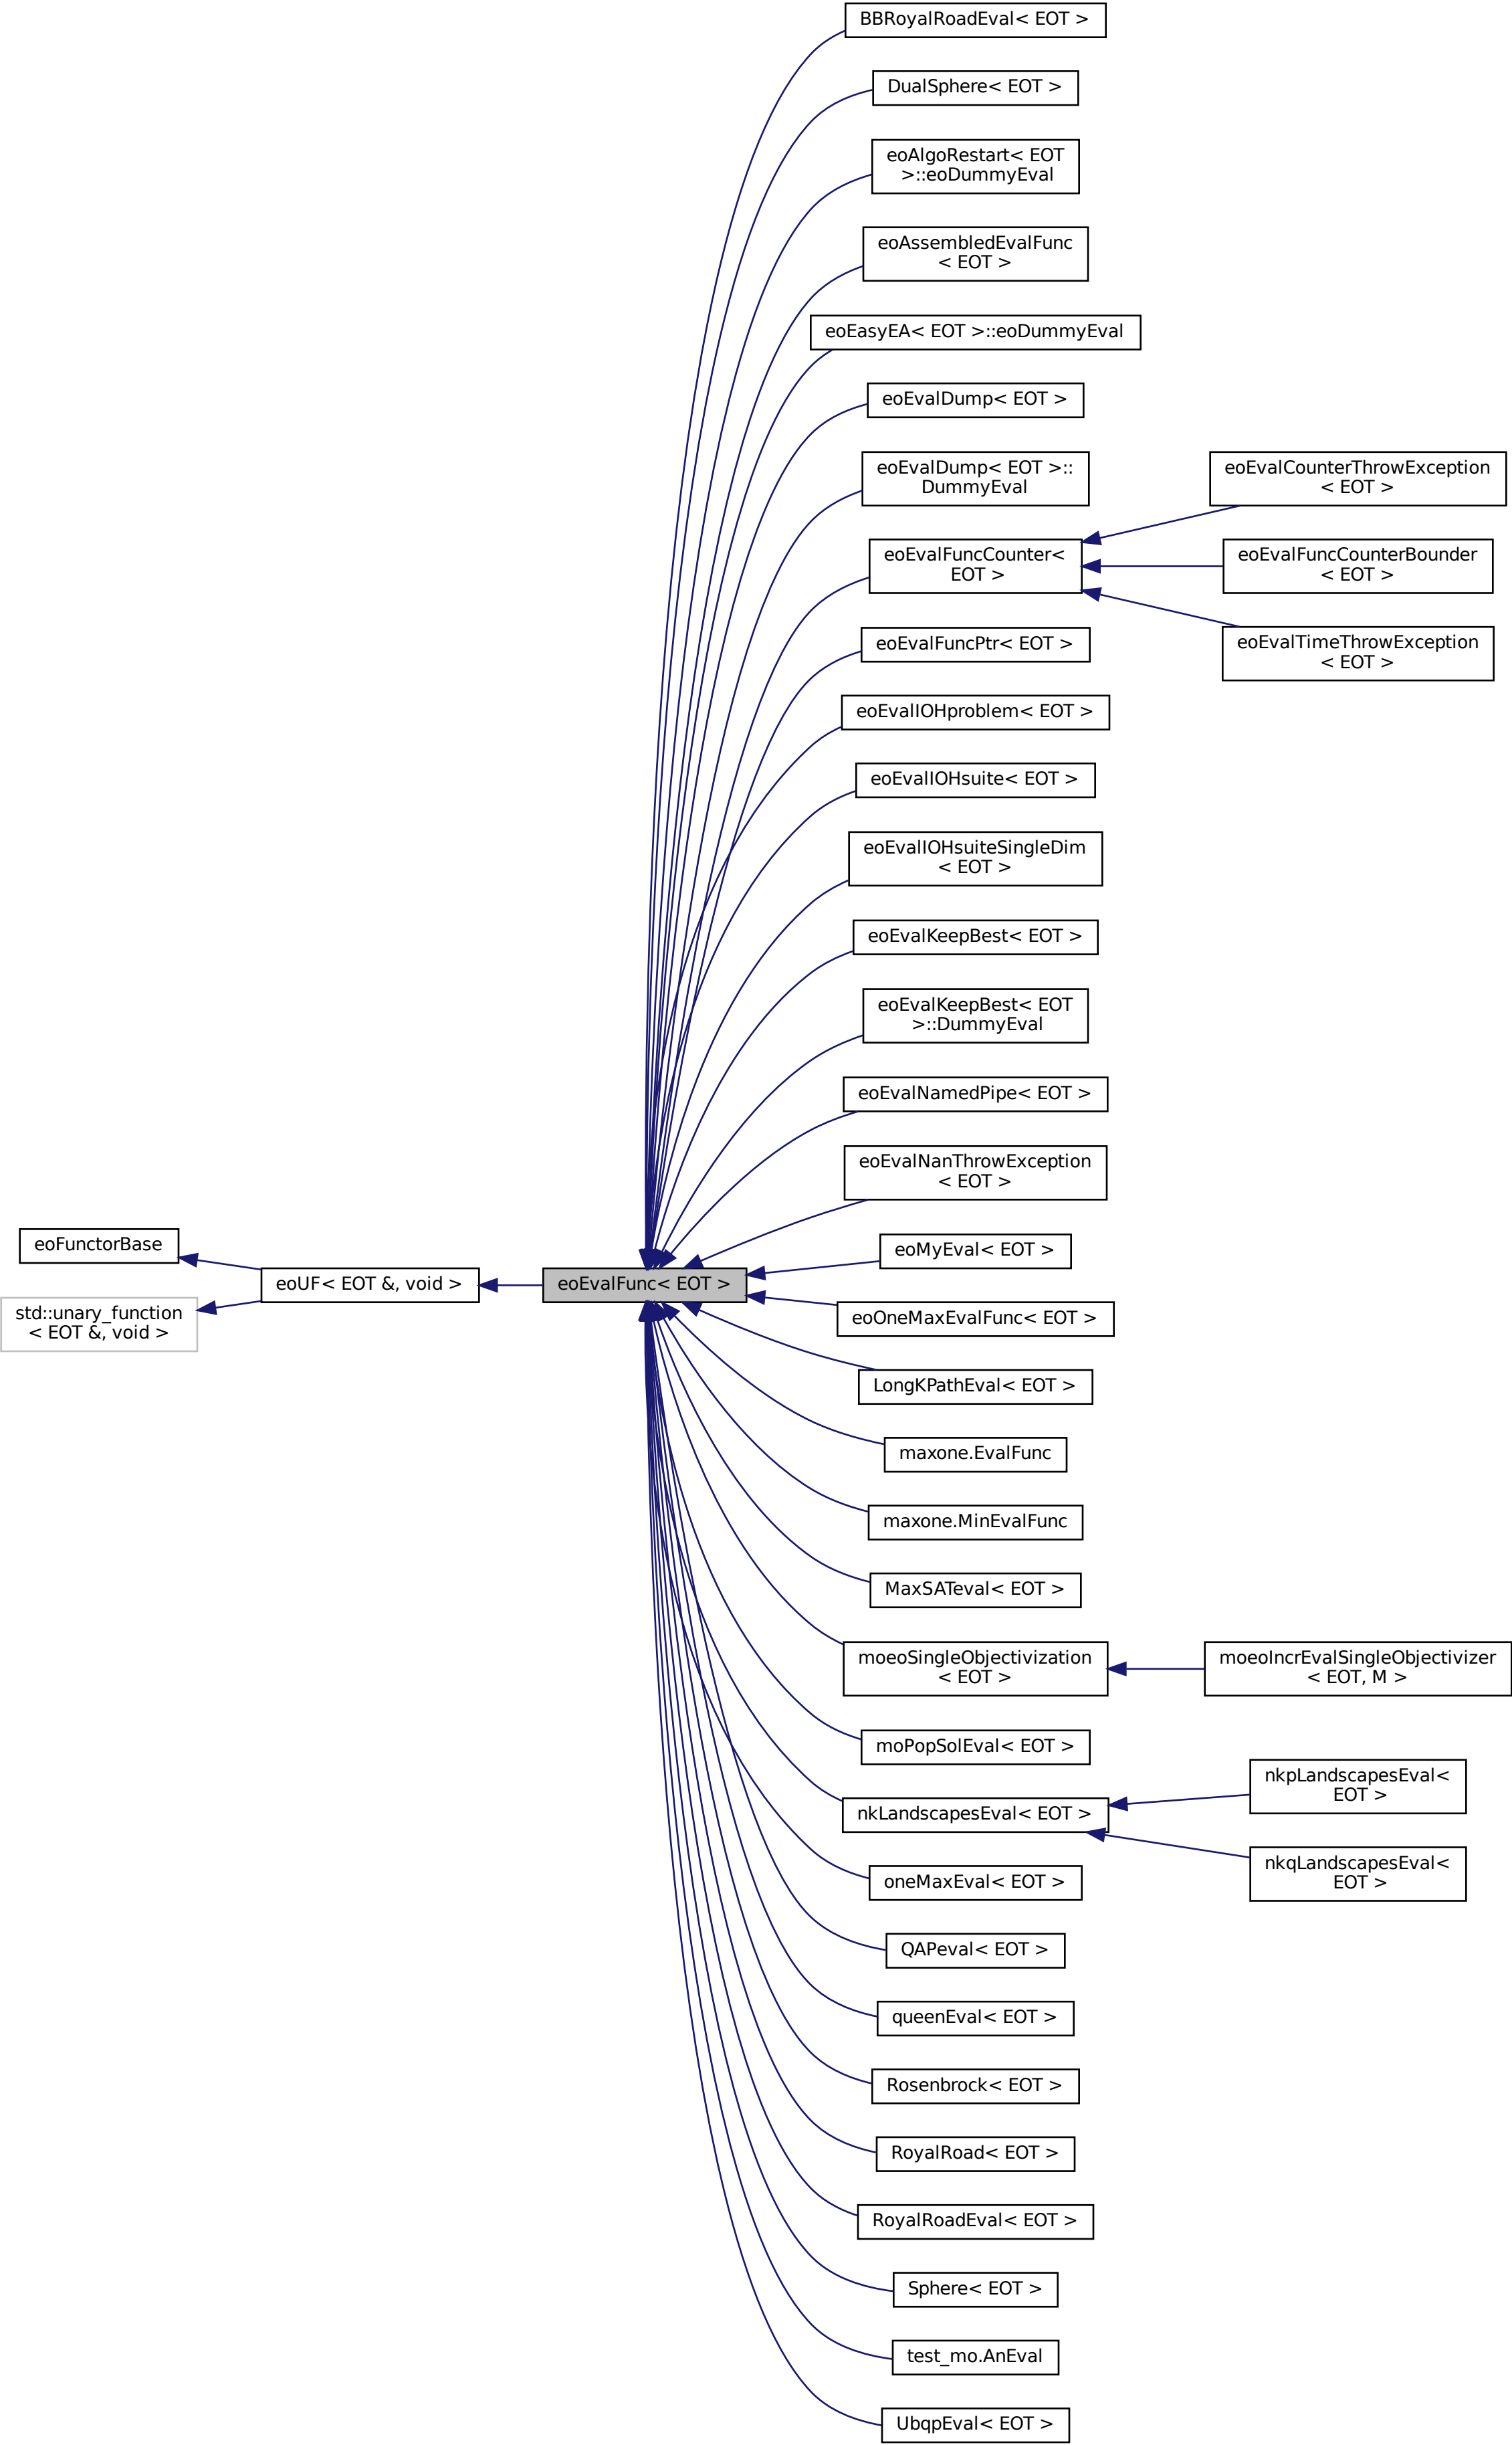 BBRoyalRoadEval< EOT >
DualSphere< EOT >
eoAlgoRestart< EOT
>::eoDummyEval
eoAssembledEvalFunc
< EOT >
eoEasyEA< EOT >::eoDummyEval
eoEvalDump< EOT >
eoEvalDump< EOT >::
DummyEval
eoEvalCounterThrowException
< EOT >
eoEvalFuncCounter<
EOT >
eoEvalFuncCounterBounder
< EOT >
eoEvalTimeThrowException
< EOT >
eoEvalFuncPtr< EOT >
eoEvalIOHproblem< EOT >
eoEvalIOHsuite< EOT >
eoEvalIOHsuiteSingleDim
< EOT >
eoEvalKeepBest< EOT >
eoEvalKeepBest< EOT
>::DummyEval
eoEvalNamedPipe< EOT >
eoEvalNanThrowException
< EOT >
eoFunctorBase
std::unary_function
< EOT &, void >
eoUF< EOT &, void >
eoEvalFunc< EOT >
eoMyEval< EOT >
eoOneMaxEvalFunc< EOT >
LongKPathEval< EOT >
maxone.EvalFunc
maxone.MinEvalFunc
MaxSATeval< EOT >
moeoSingleObjectivization
< EOT >
moeoIncrEvalSingleObjectivizer
< EOT, M >
moPopSolEval< EOT >
nkLandscapesEval< EOT >
nkpLandscapesEval<
EOT >
nkqLandscapesEval<
EOT >
oneMaxEval< EOT >
QAPeval< EOT >
queenEval< EOT >
Rosenbrock< EOT >
RoyalRoad< EOT >
RoyalRoadEval< EOT >
Sphere< EOT >
test_mo.AnEval
UbqpEval< EOT >